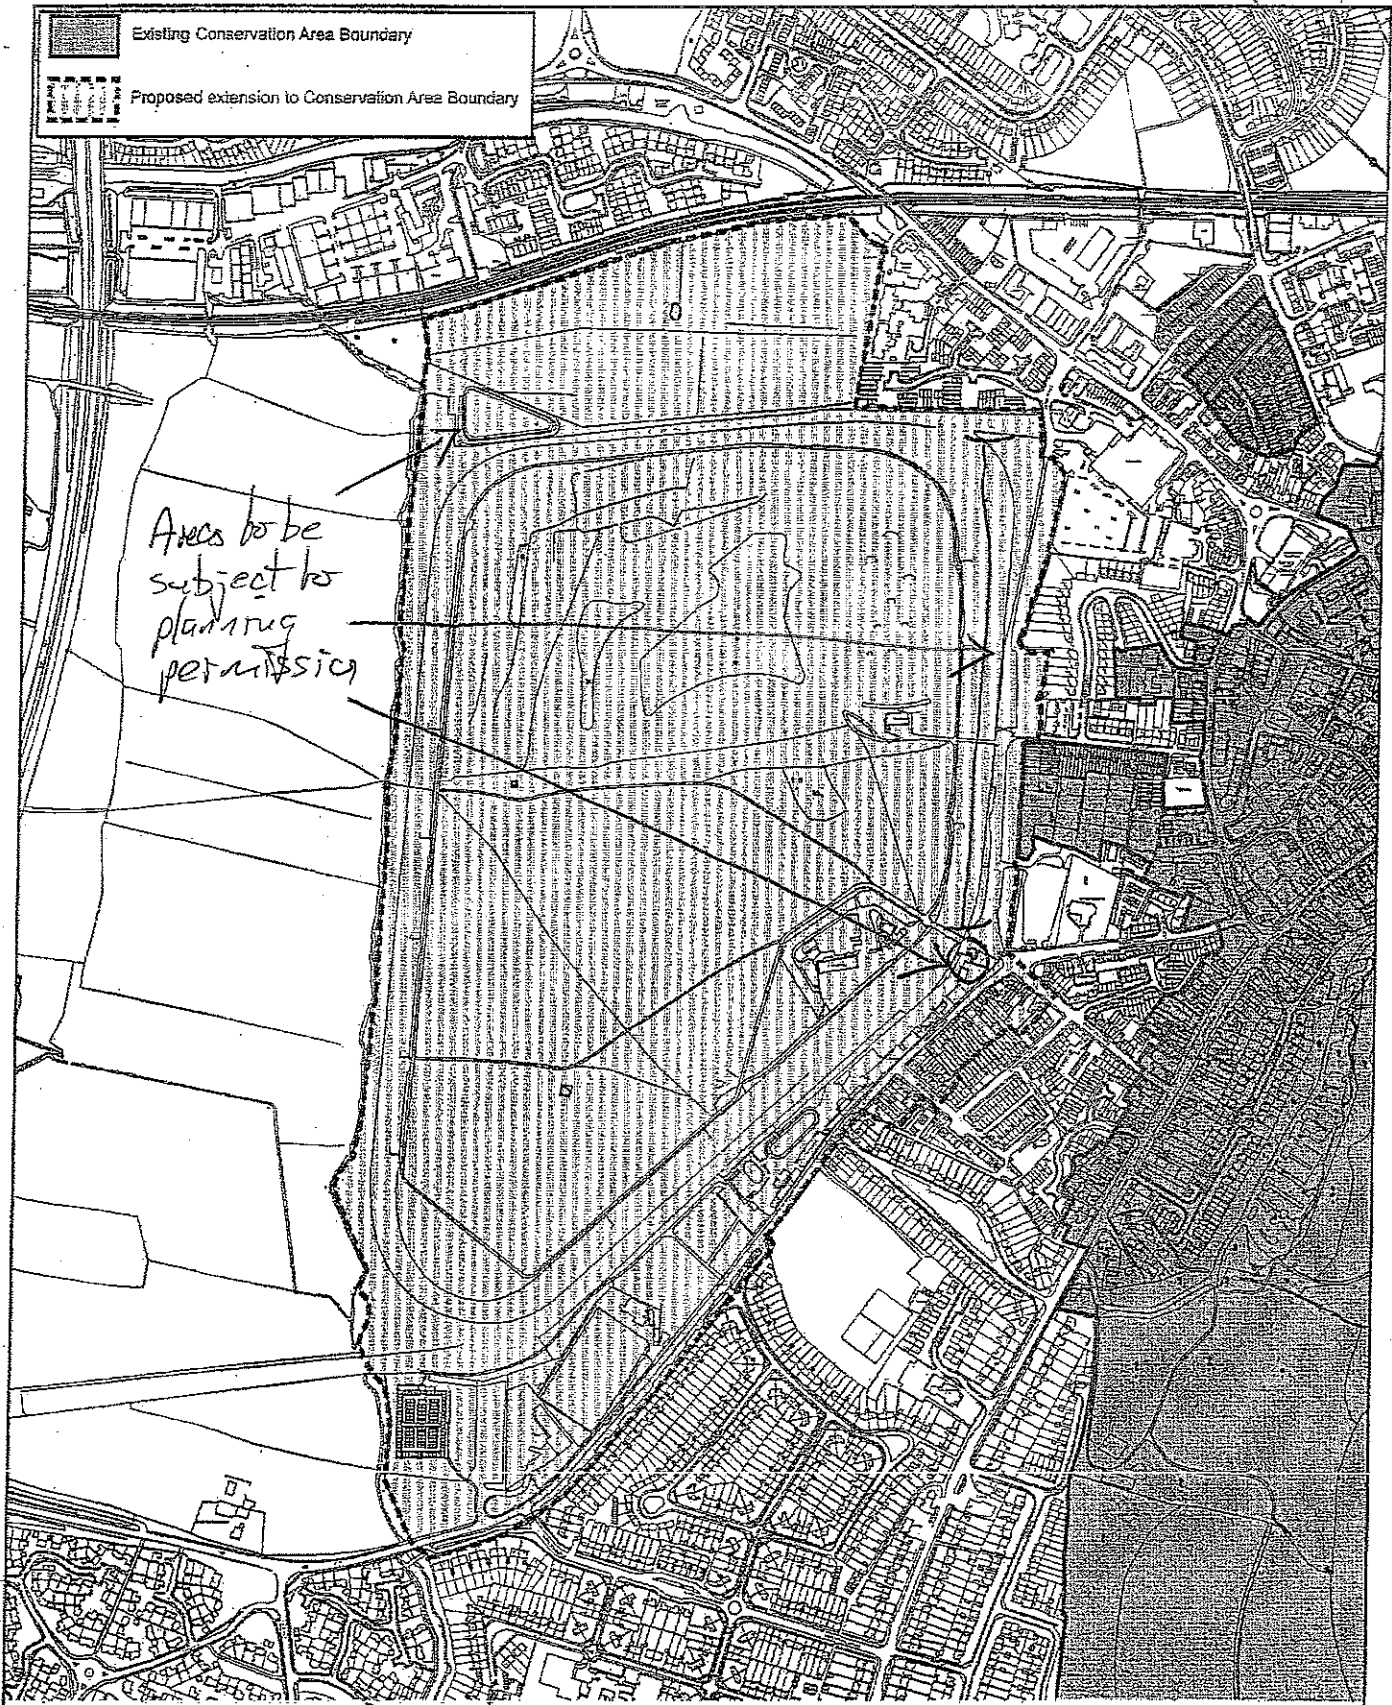 Existing Conservation Area Boundary
Proposed extension to Conservation Area Boundary
Areas to be
subject to
planning
permission